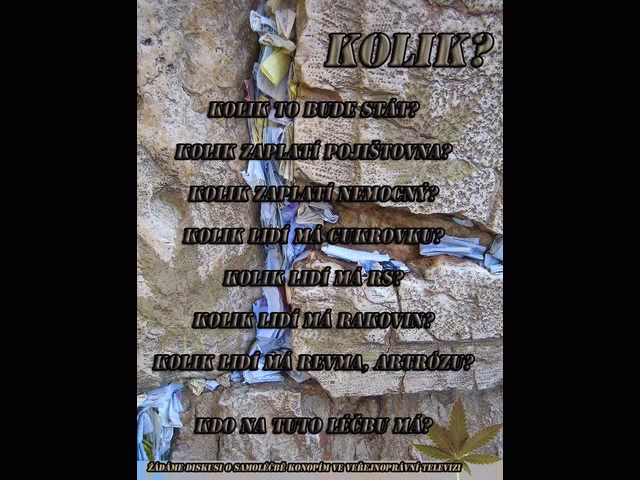 KOLIK?
KOLIK TO BUDE STÁT?
KOLIK ZAPLATÍ POJIŠTOVNA?
KOLIK ZAPLATÍ NEMOCNÝ?
KOLIK LIDÍ MÁ CUKROVKU?
KOLIK LIDÍ MÁ RS?
KOLIK LIDÍ MÁ RAKOVIN?
KOLIK LIDÍ MÁ REVMA, ARTRÓZU?
KDO NA TUTO LÉČBU MÁ?
ŽÁDÁME DISKUSI O SAMOLÉČBĚ KONOPÍM VE VEŘEJNOPRÁVNÍ TELEVIZI